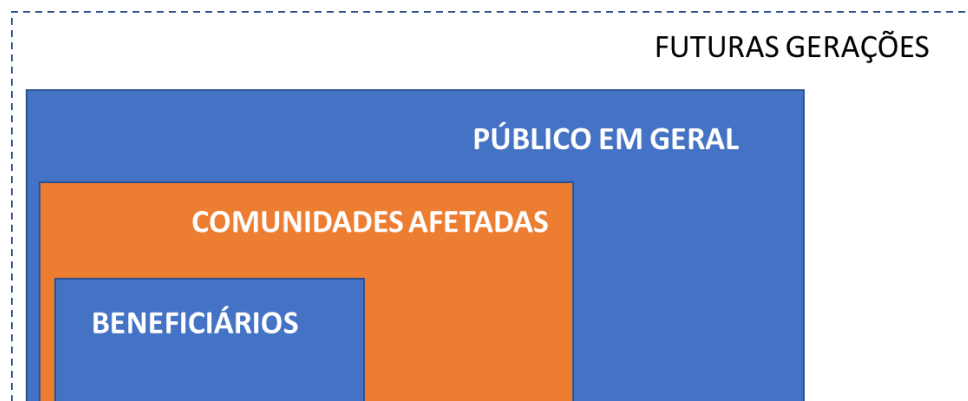 FUTURAS GERAÇÕES
PÚBLICO EM GERAL
COMUNIDADES AFETADAS
BENEFICIÁRIOS